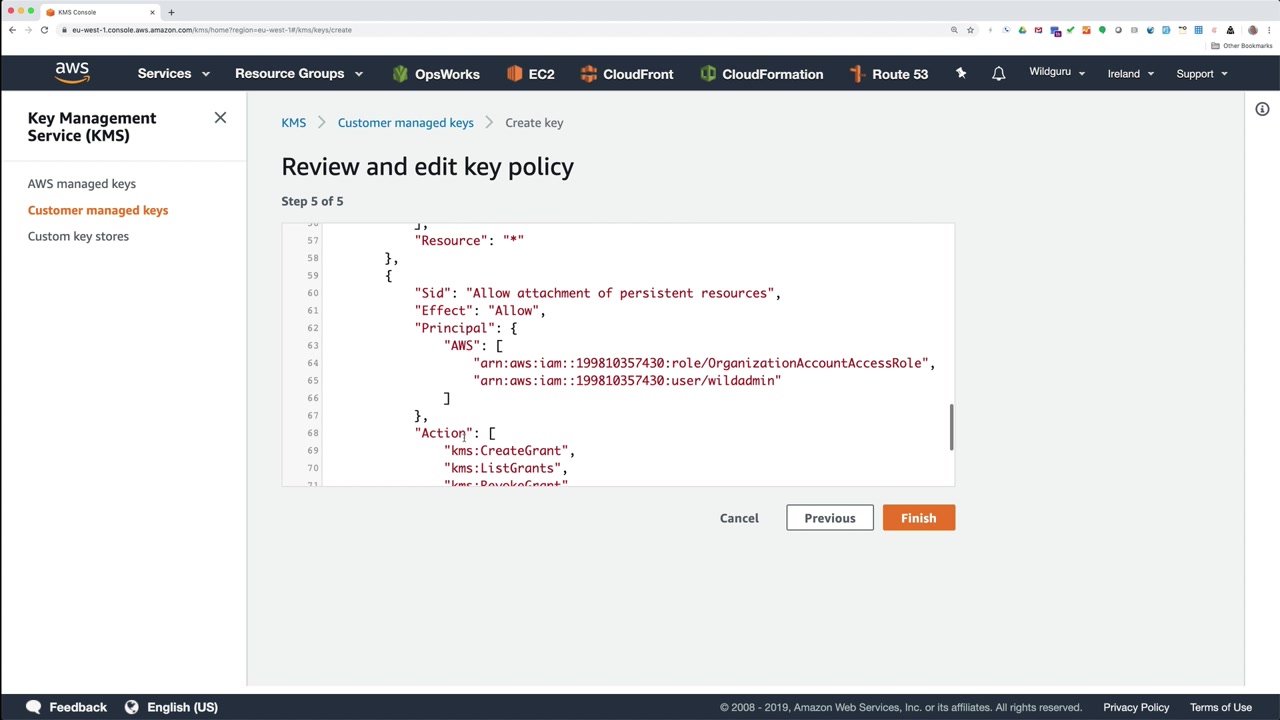 KMS Console
eu-west-1.console.aws.amazon.com/kms/home?region=eu-west-1#/kms/keys/create
Other Bookmarks
aws
Services
Resource Groups
OpsWorks
EC2
CloudFront
CloudFormation
Route 53
Wildguru
Ireland
Support
Key Management
Service (KMS)
AWS managed keys
Customer managed keys
Custom key stores
KMS > Customer managed keys > Create key
Review and edit key policy
Step 5 of 5
56 ],
57 "Resource": "*"
58 },
59 {
60 "Sid": "Allow attachment of persistent resources",
61 "Effect": "Allow",
62 "Principal": {
63 "AWS": [
64 "arn:aws:iam::199810357430:role/OrganizationAccountAccessRole",
65 "arn:aws:iam::199810357430:user/wildadmin"
66 ]
67 },
68 "Action": [
69 "kms:CreateGrant",
70 "kms:ListGrants",
71 "kms:RevokeGrant"
Cancel
Previous
Finish
Feedback
English (US)
© 2008 - 2019, Amazon Web Services, Inc. or its affiliates. All rights reserved.
Privacy Policy
Terms of Use